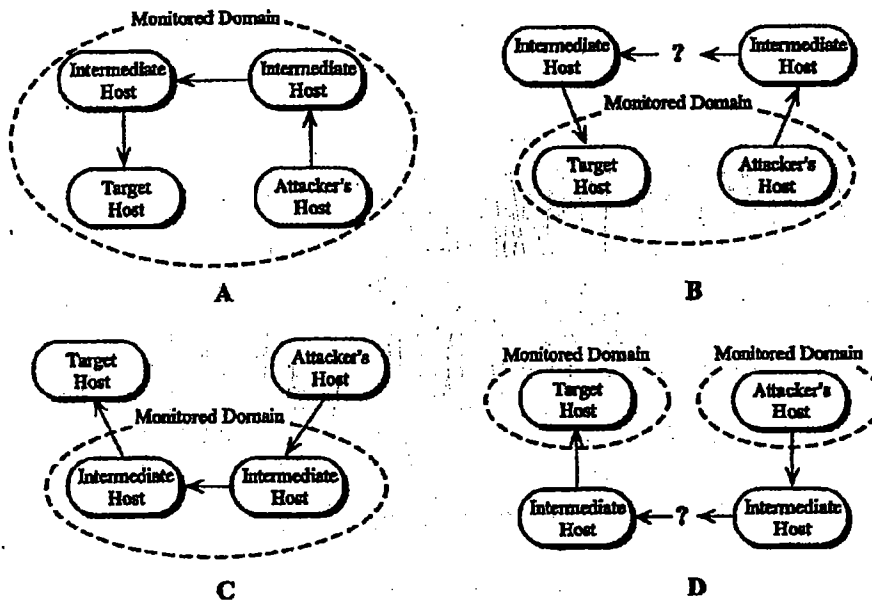 Monitored Domain
Intermediate
Host
Intermediate
Host
Target
Host
Attacker's
Host
A
Intermediate
Host
?
Intermediate
Host
Monitored Domain
Target
Host
Attacker's
Host
B
Target
Host
Attacker's
Host
Monitored Domain
Intermediate
Host
Intermediate
Host
C
Monitored Domain
Monitored Domain
Target
Host
Attacker's
Host
Intermediate
Host
?
Intermediate
Host
D